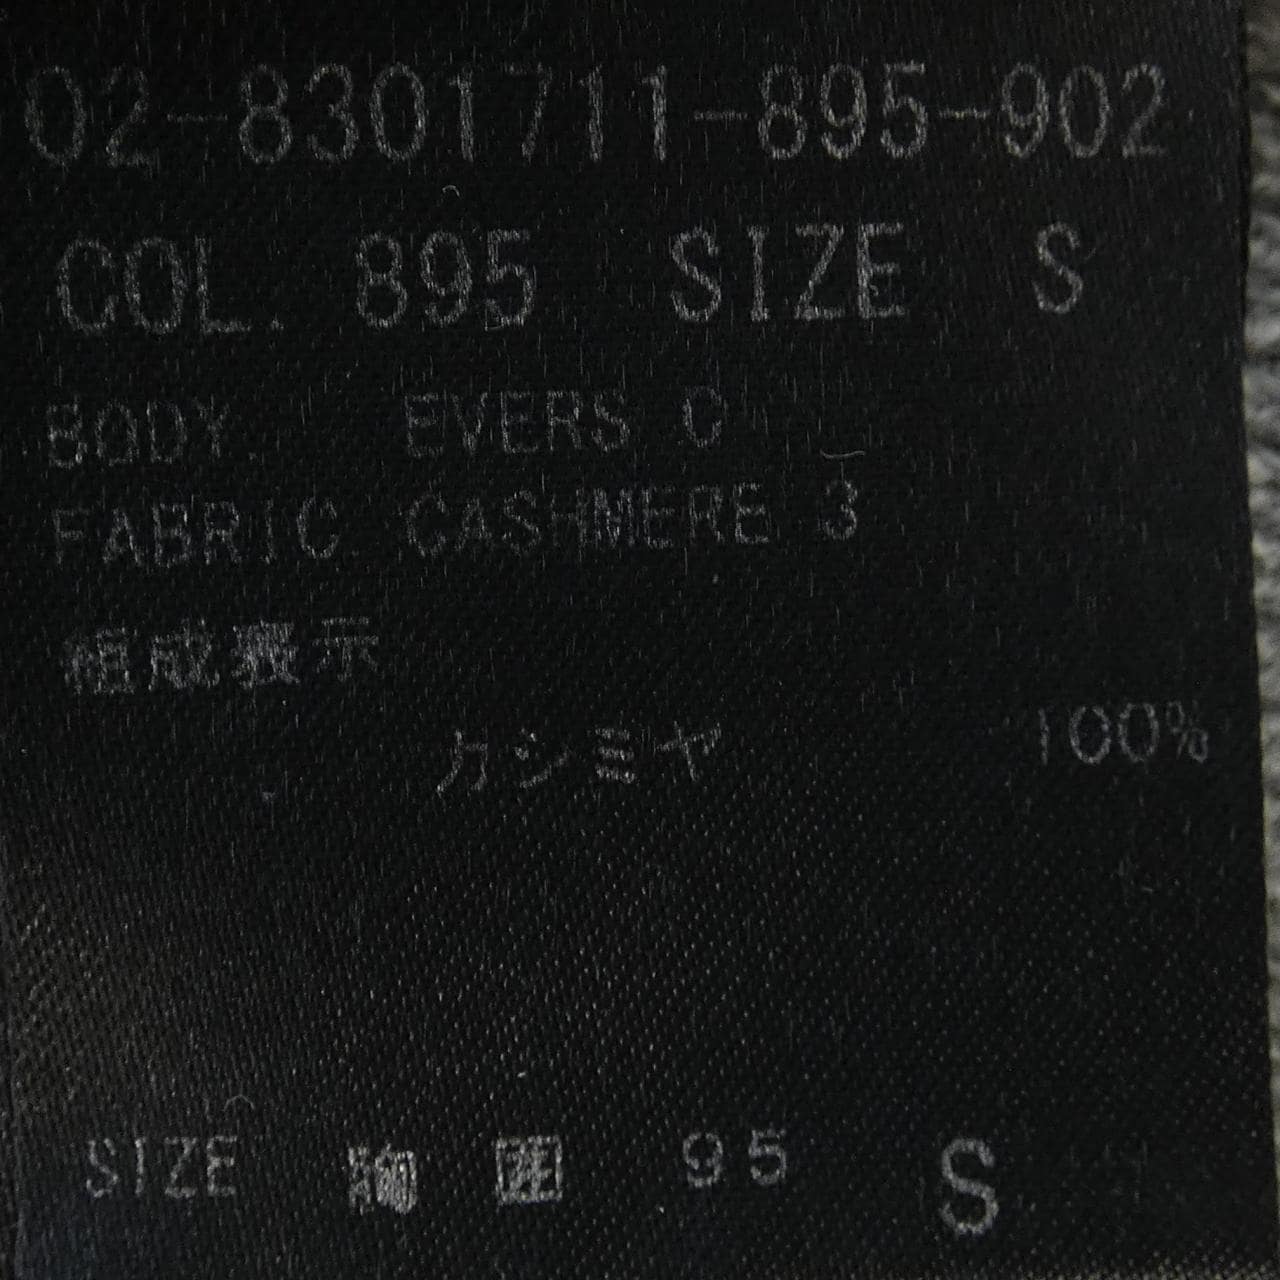 02-8301711-895-902
COL. 895 SIZE S
BODY. EVERS C
FABRIC CASHMERE 3
組成表示
カシミヤ 100%
SIZE 胸囲 95 S